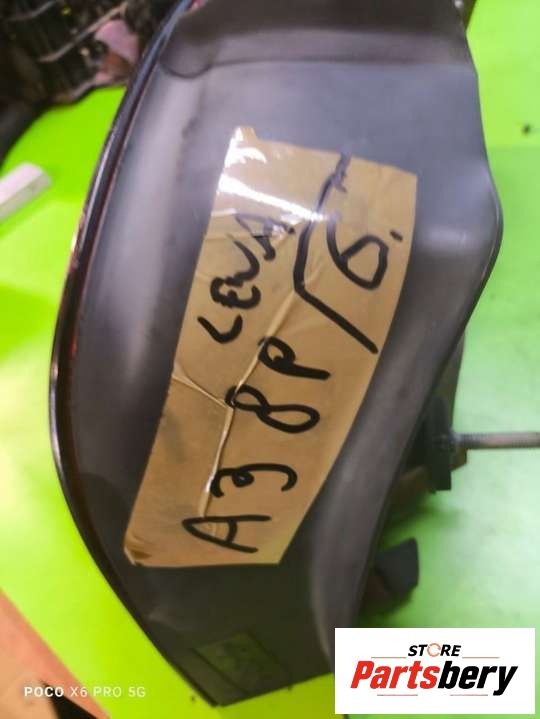 LEVA
A3 8P/
POCO X6 PRO 5G
STORE
Partsbery